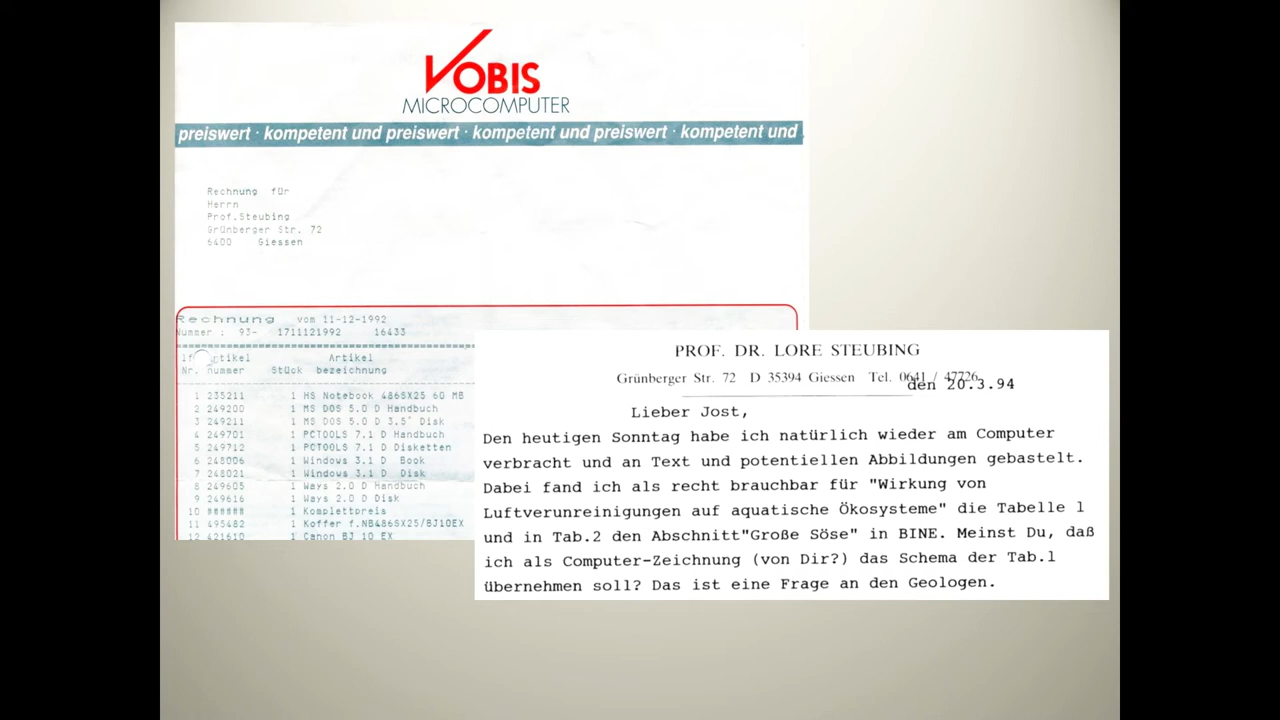 VOBIS
MICROCOMPUTER
preiswert · kompetent und preiswert · kompetent und preiswert · kompetent und
Rechnung für
Herrn
Prof.Steubing
Grünberger Str. 72
6400 Giessen
Rechnung vom 11-12-1992
Nummer : 93- 1711121992 16433
lf Artikel Artikel
Nr. nummer Stück bezeichnung
1 235211 1 HS Notebook 486SX25 60 MB
2 249200 1 MS DOS 5.0 D Handbuch
3 249211 1 MS DOS 5.0 D 3,5" Disk
4 249701 1 PCTOOLS 7.1 D Handbuch
5 249712 1 PCTOOLS 7.1 D Disketten
6 248006 1 Windows 3.1 D Book
7 248021 1 Windows 3.1 D Disk
8 249605 1 Ways 2.0 D Handbuch
9 249616 1 Ways 2.0 D Disk
10 ###### 1 Komplettpreis
11 495482 1 Koffer f.NB486SX25/BJ10EX
12 421610 1 Canon BJ 10 EX
PROF. DR. LORE STEUBING
Grünberger Str. 72 D 35394 Giessen Tel. 0641 / 47726
den 20.3.94
Lieber Jost,
Den heutigen Sonntag habe ich natürlich wieder am Computer
verbracht und an Text und potentiellen Abbildungen gebastelt.
Dabei fand ich als recht brauchbar für "Wirkung von
Luftverunreinigungen auf aquatische Ökosysteme" die Tabelle 1
und in Tab.2 den Abschnitt"Große Söse" in BINE. Meinst Du, daß
ich als Computer-Zeichnung (von Dir?) das Schema der Tab.1
übernehmen soll? Das ist eine Frage an den Geologen.